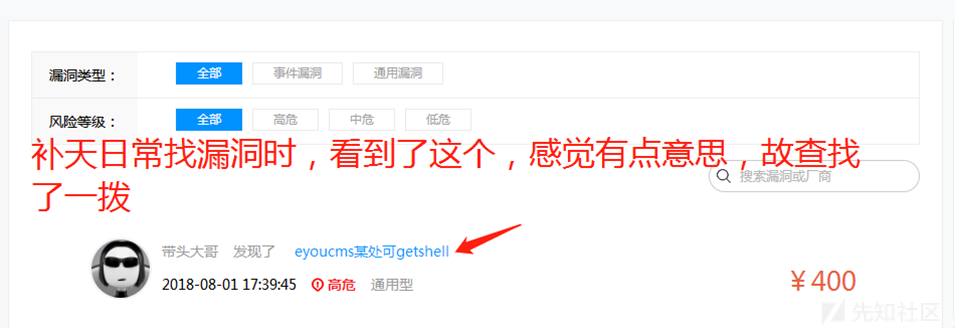 漏洞类型： 全部 事件漏洞 通用漏洞
风险等级： 全部 高危 中危 低危
补天日常找漏洞时，看到了这个，感觉有点意思，故查找
了一拨
搜索漏洞或厂商
带头大哥 发现了 eyoucms某处可getshell
2018-08-01 17:39:45 高危 通用型
¥400
先知社区